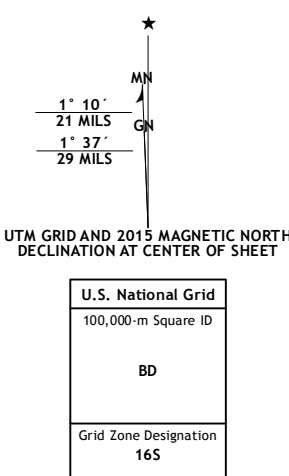 ★
MN
1° 10´
21 MILS
GN
1° 37´
29 MILS
UTM GRID AND 2015 MAGNETIC NORTH
DECLINATION AT CENTER OF SHEET
U.S. National Grid
100,000-m Square ID
BD
Grid Zone Designation
16S